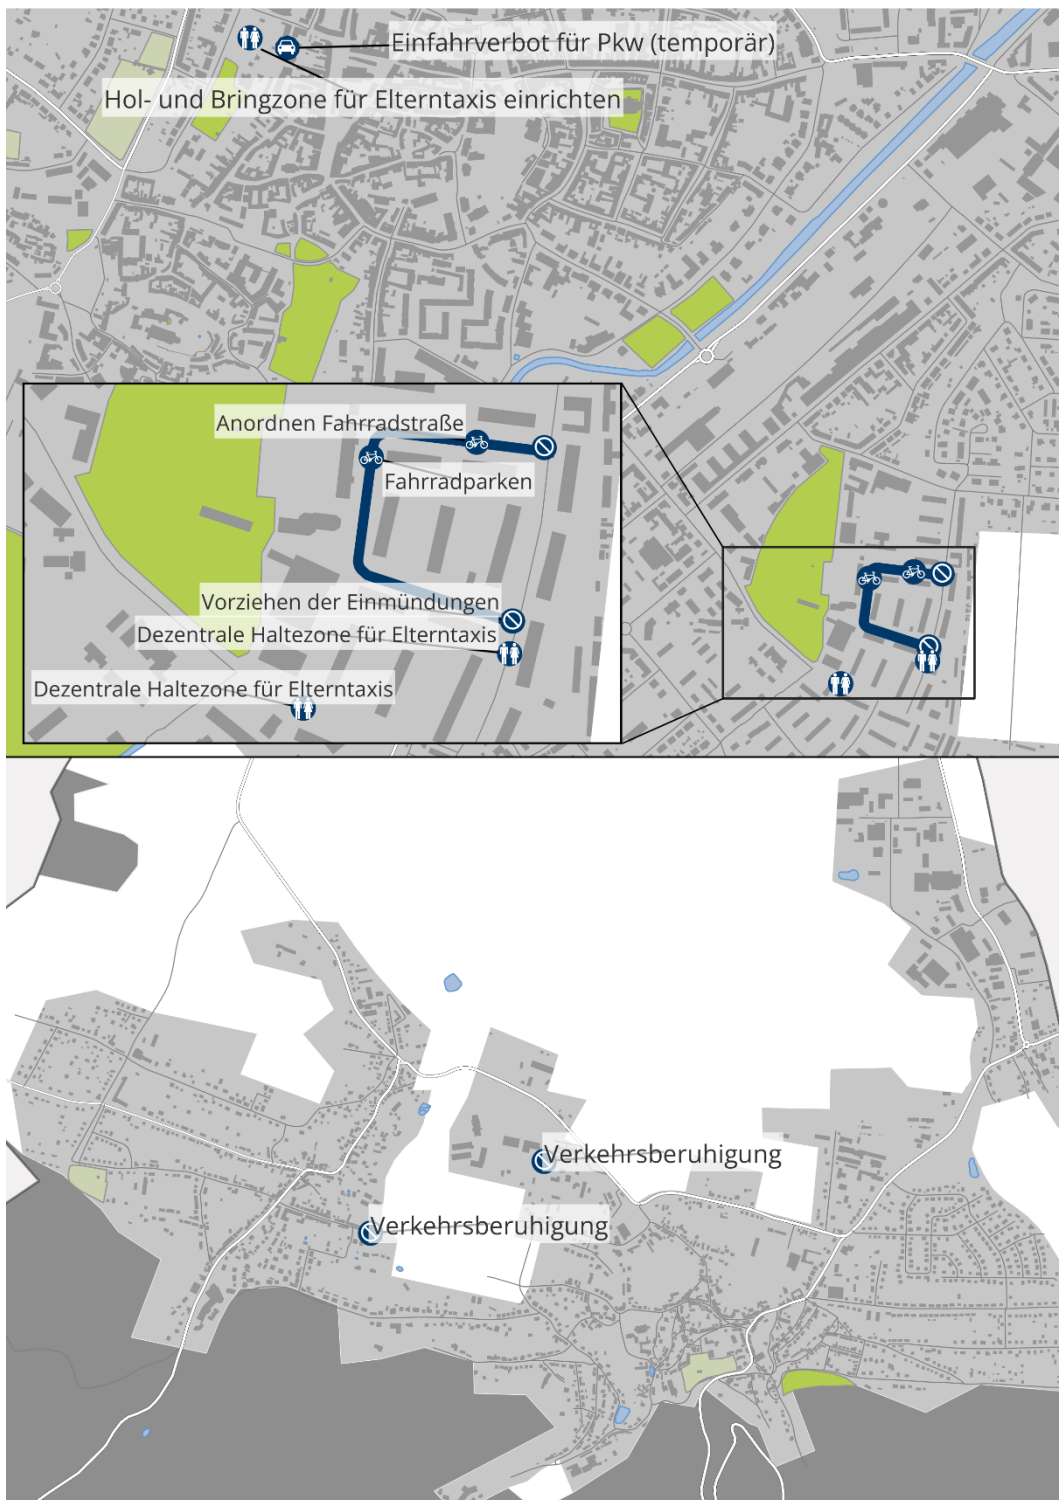 Einfahrverbot für Pkw (temporär)
Hol- und Bringzone für Elterntaxis einrichten
Anordnen Fahrradstraße
Fahrradparken
Vorziehen der Einmündungen
Dezentrale Haltezone für Elterntaxis
Dezentrale Haltezone für Elterntaxis
Verkehrsberuhigung
Verkehrsberuhigung